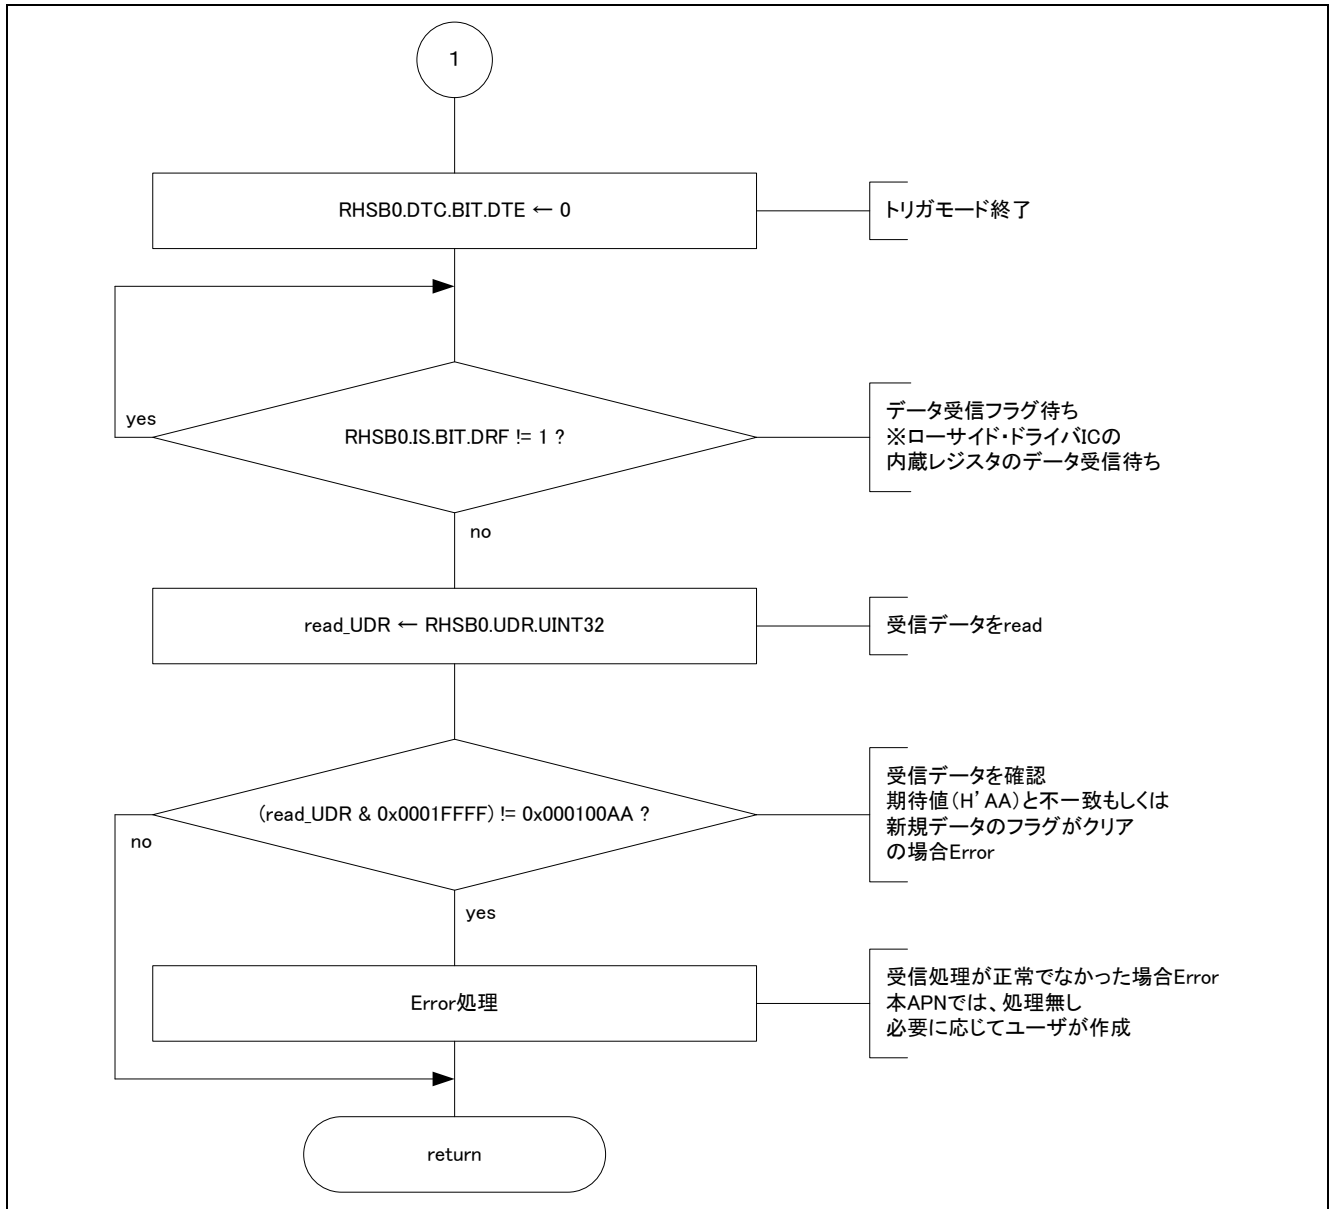 1
RHSB0.DTC.BIT.DTE ← 0
トリガモード終了
yes
RHSB0.IS.BIT.DRF != 1 ?
データ受信フラグ待ち
※ローサイド・ドライバICの
内蔵レジスタのデータ受信待ち
no
read_UDR ← RHSB0.UDR.UINT32
受信データをread
(read_UDR & 0x0001FFFF) != 0x000100AA ?
受信データを確認
期待値(H'AA)と不一致もしくは
新規データのフラグがクリア
の場合Error
no
yes
Error処理
受信処理が正常でなかった場合Error
本APNでは、処理無し
必要に応じてユーザが作成
return